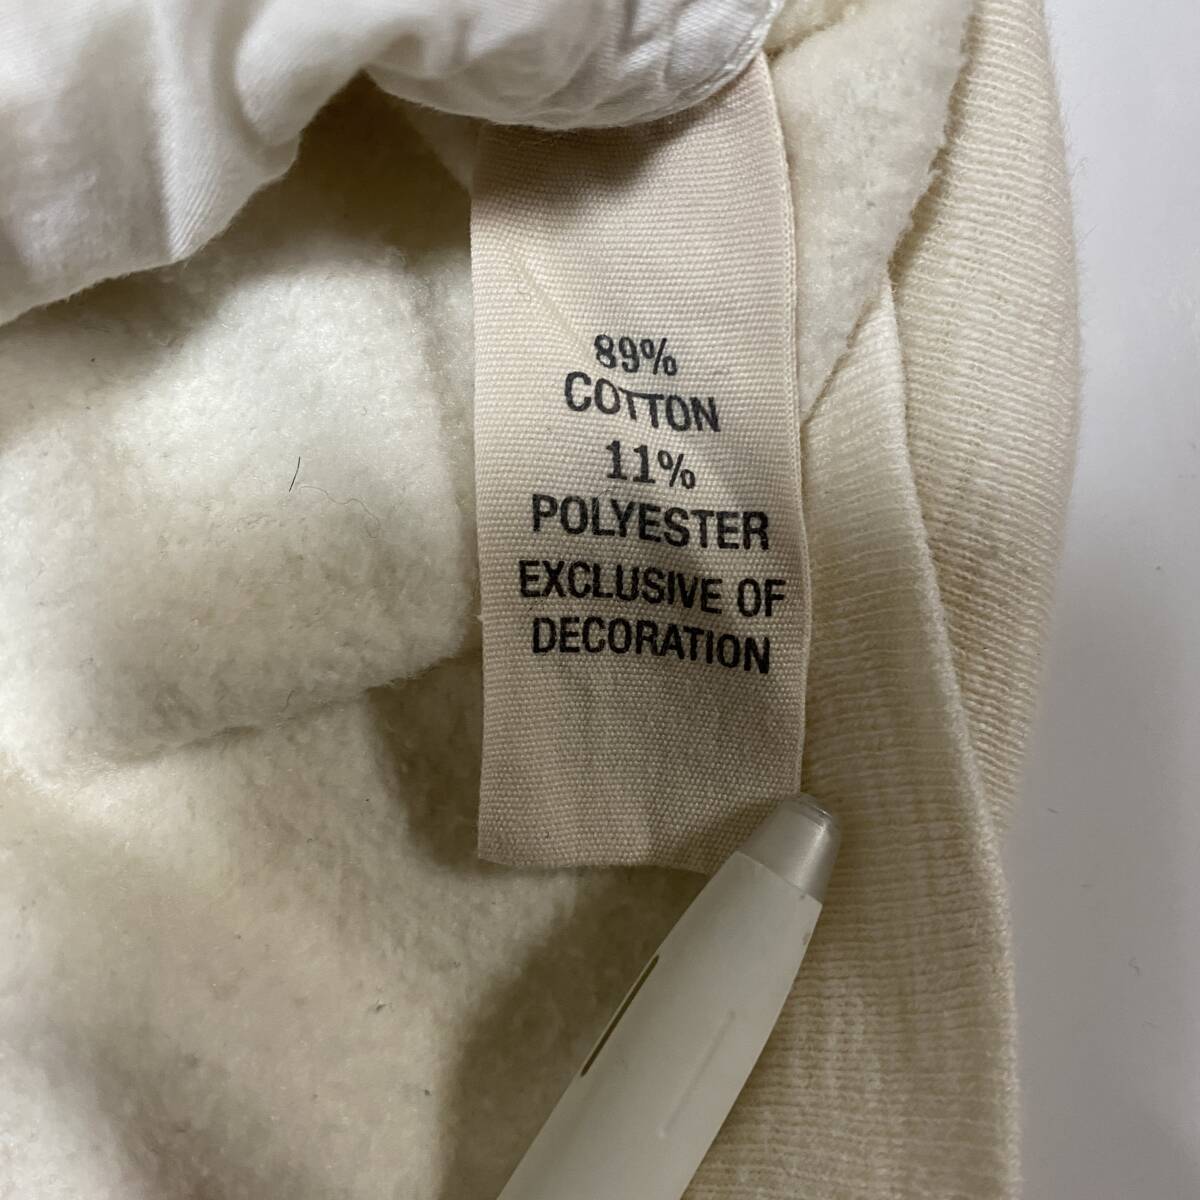 89%
COTTON
11%
POLYESTER
EXCLUSIVE OF
DECORATION